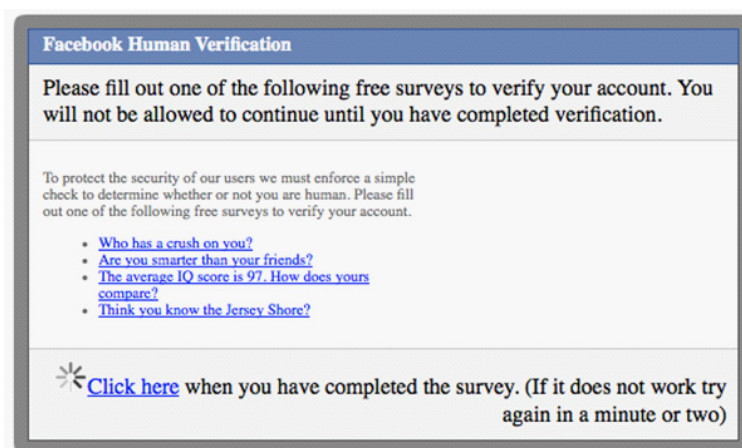 Facebook Human Verification
Please fill out one of the following free surveys to verify your account. You
will not be allowed to continue until you have completed verification.
To protect the security of our users we must enforce a simple
check to determine whether or not you are human. Please fill
out one of the following free surveys to verify your account.
Who has a crush on you?
Are you smarter than your friends?
The average IQ score is 97. How does yours
compare?
Think you know the Jersey Shore?
Click here when you have completed the survey. (If it does not work try
again in a minute or two)